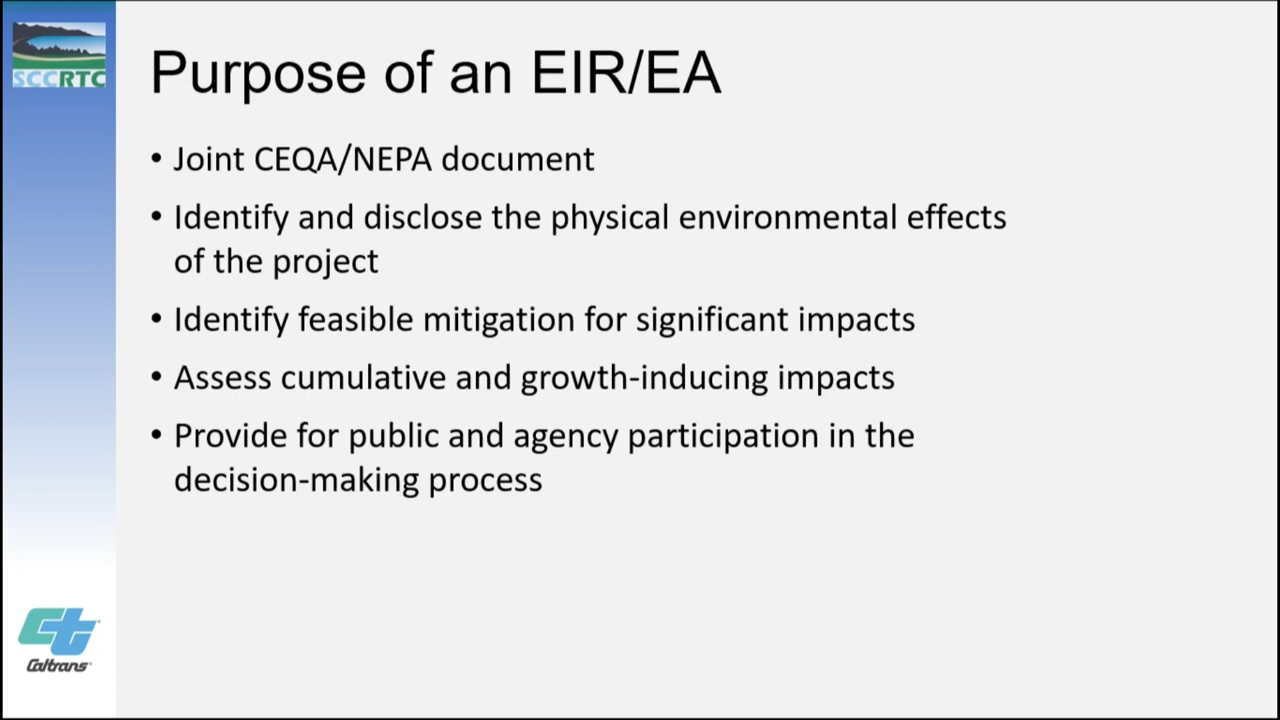 SCCRTC
Purpose of an EIR/EA
• Joint CEQA/NEPA document
• Identify and disclose the physical environmental effects
of the project
• Identify feasible mitigation for significant impacts
• Assess cumulative and growth-inducing impacts
• Provide for public and agency participation in the
decision-making process
Ct
Caltrans